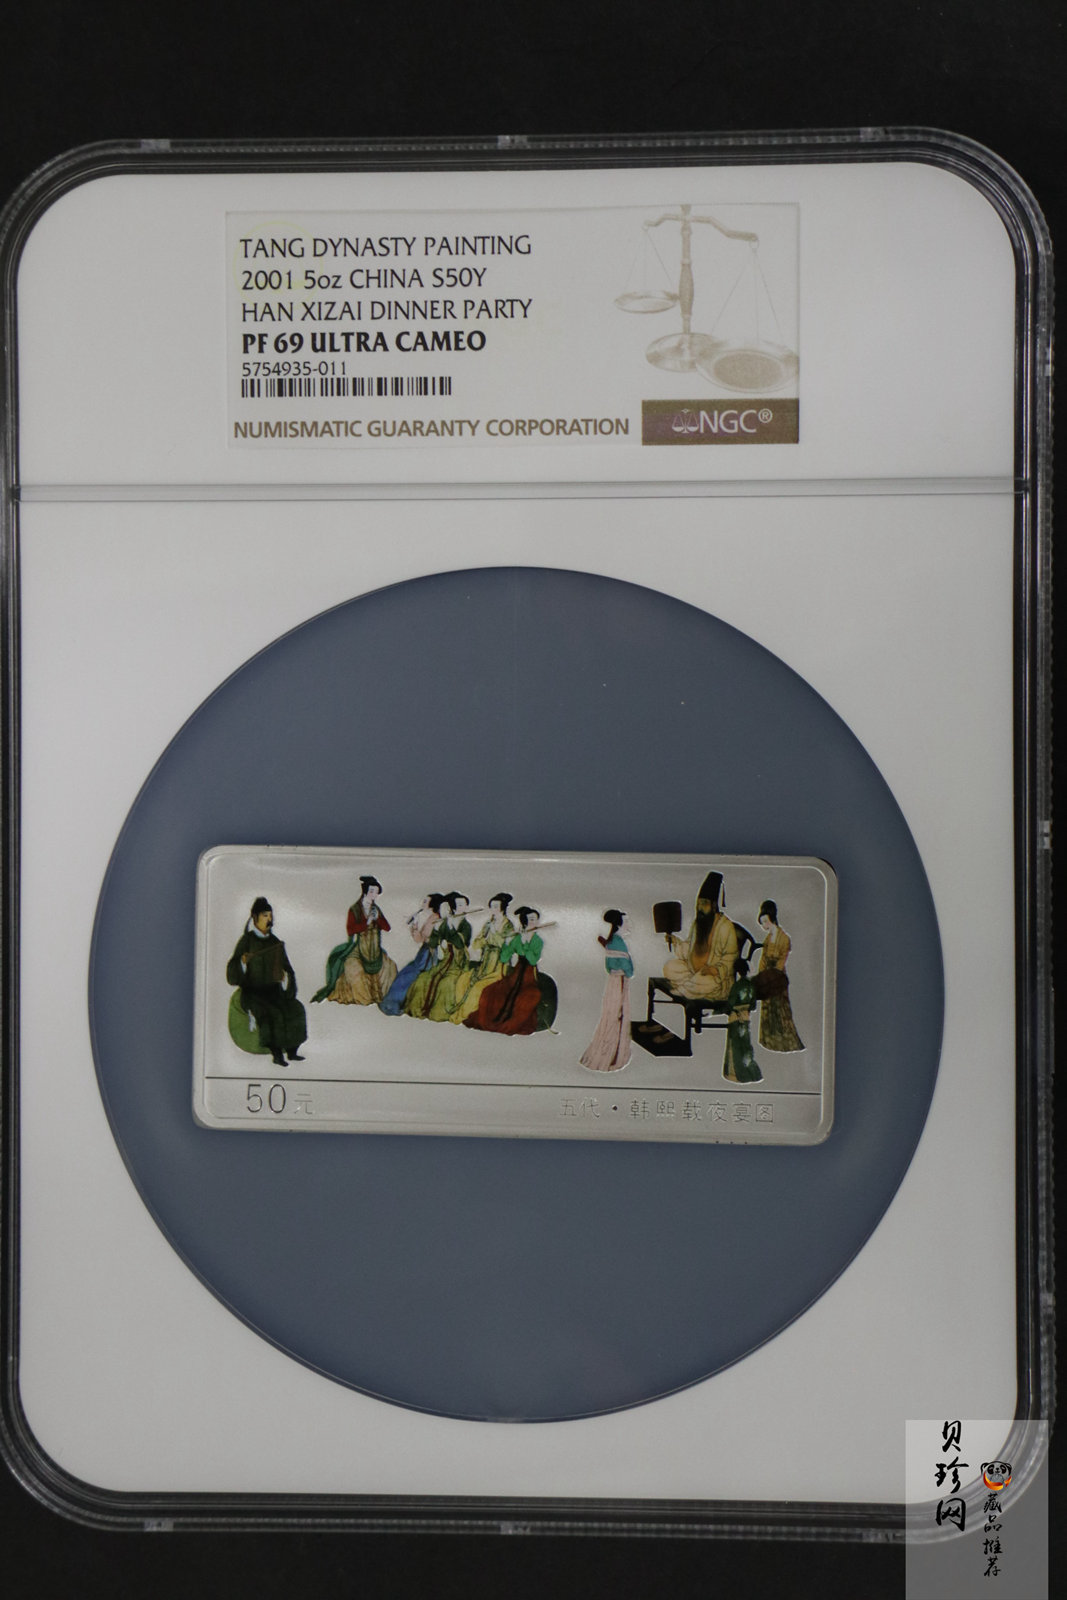 TANG DYNASTY PAINTING
2001 5oz CHINA S50Y
HAN XIZAI DINNER PARTY
PF 69 ULTRA CAMEO
5754935-011
NUMISMATIC GUARANTY CORPORATION
NGC®
50元
五代·韩熙载夜宴图
贝珍网
藏品推荐